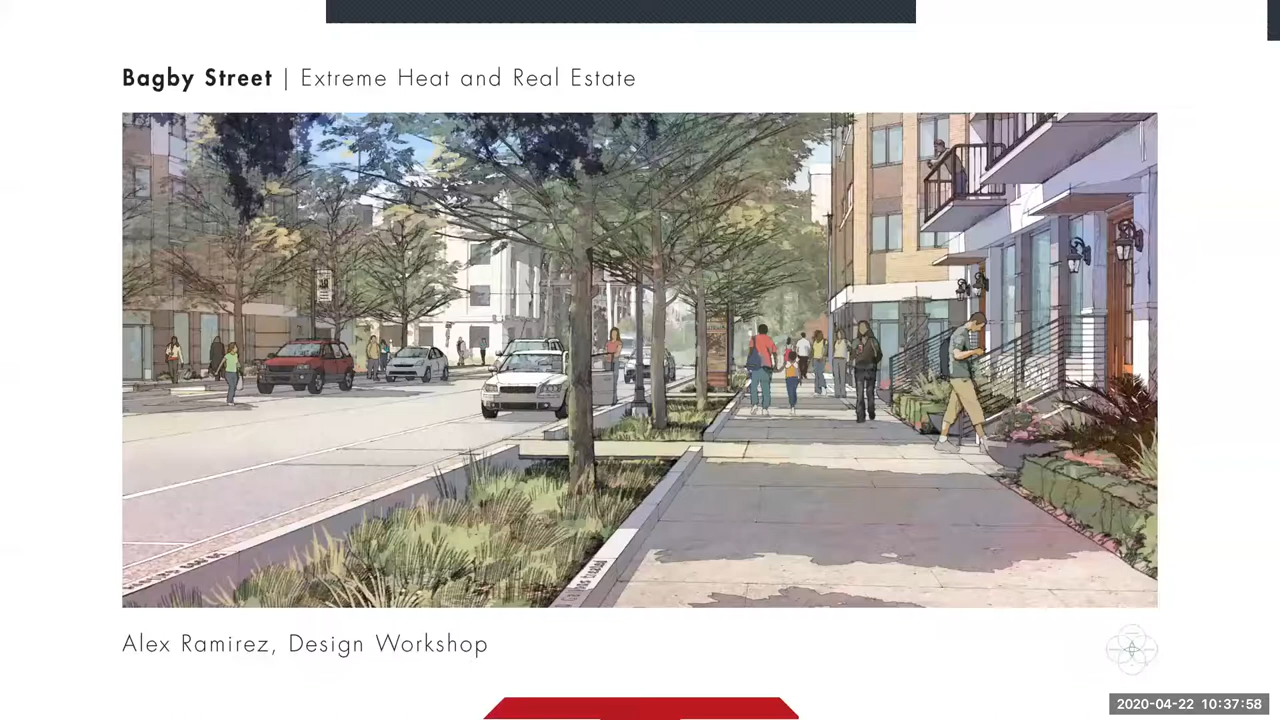 Bagby Street | Extreme Heat and Real Estate
Alex Ramirez, Design Workshop
2020-04-22 10:37:58